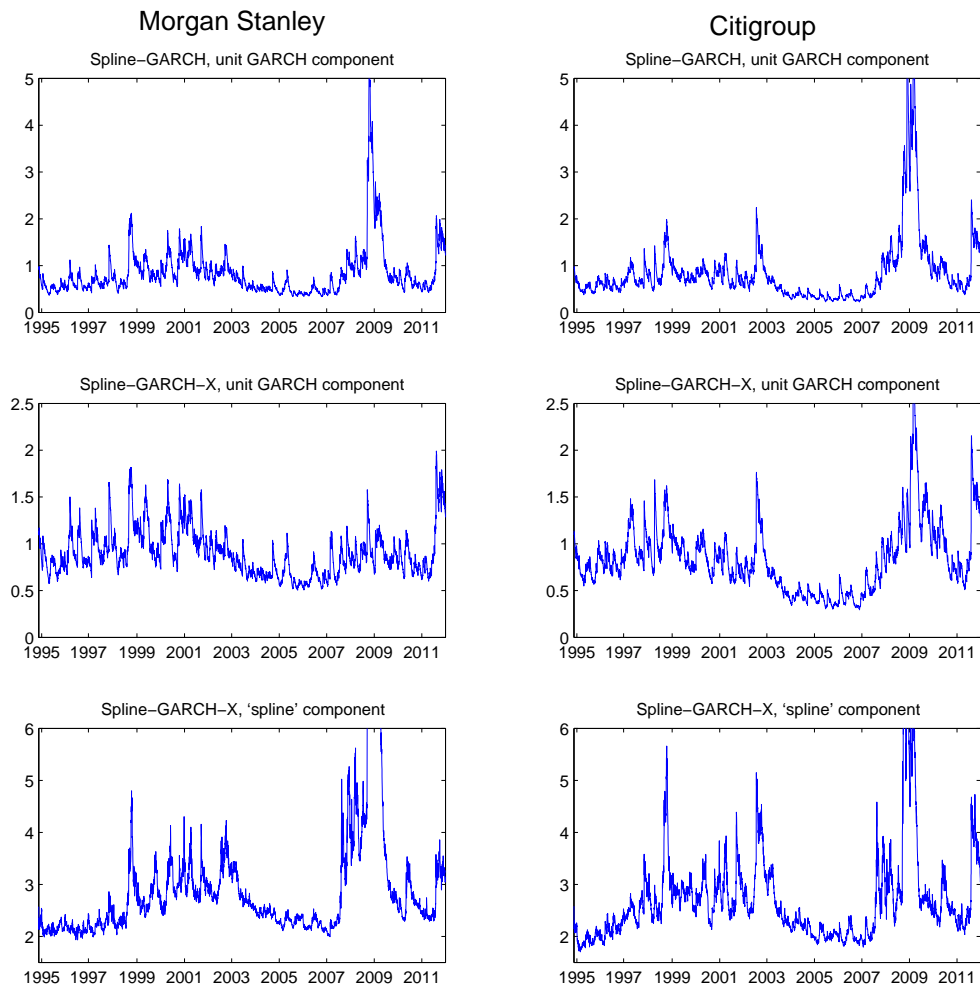 Morgan Stanley
Citigroup
Spline−GARCH, unit GARCH component
5
4
3
2
1
0
1995 1997 1999 2001 2003 2005 2007 2009 2011
Spline−GARCH, unit GARCH component
5
4
3
2
1
0
1995 1997 1999 2001 2003 2005 2007 2009 2011
Spline−GARCH−X, unit GARCH component
2.5
2
1.5
1
0.5
0
1995 1997 1999 2001 2003 2005 2007 2009 2011
Spline−GARCH−X, unit GARCH component
2.5
2
1.5
1
0.5
0
1995 1997 1999 2001 2003 2005 2007 2009 2011
Spline−GARCH−X, ‘spline’ component
6
5
4
3
2
1995 1997 1999 2001 2003 2005 2007 2009 2011
Spline−GARCH−X, ‘spline’ component
6
5
4
3
2
1995 1997 1999 2001 2003 2005 2007 2009 2011